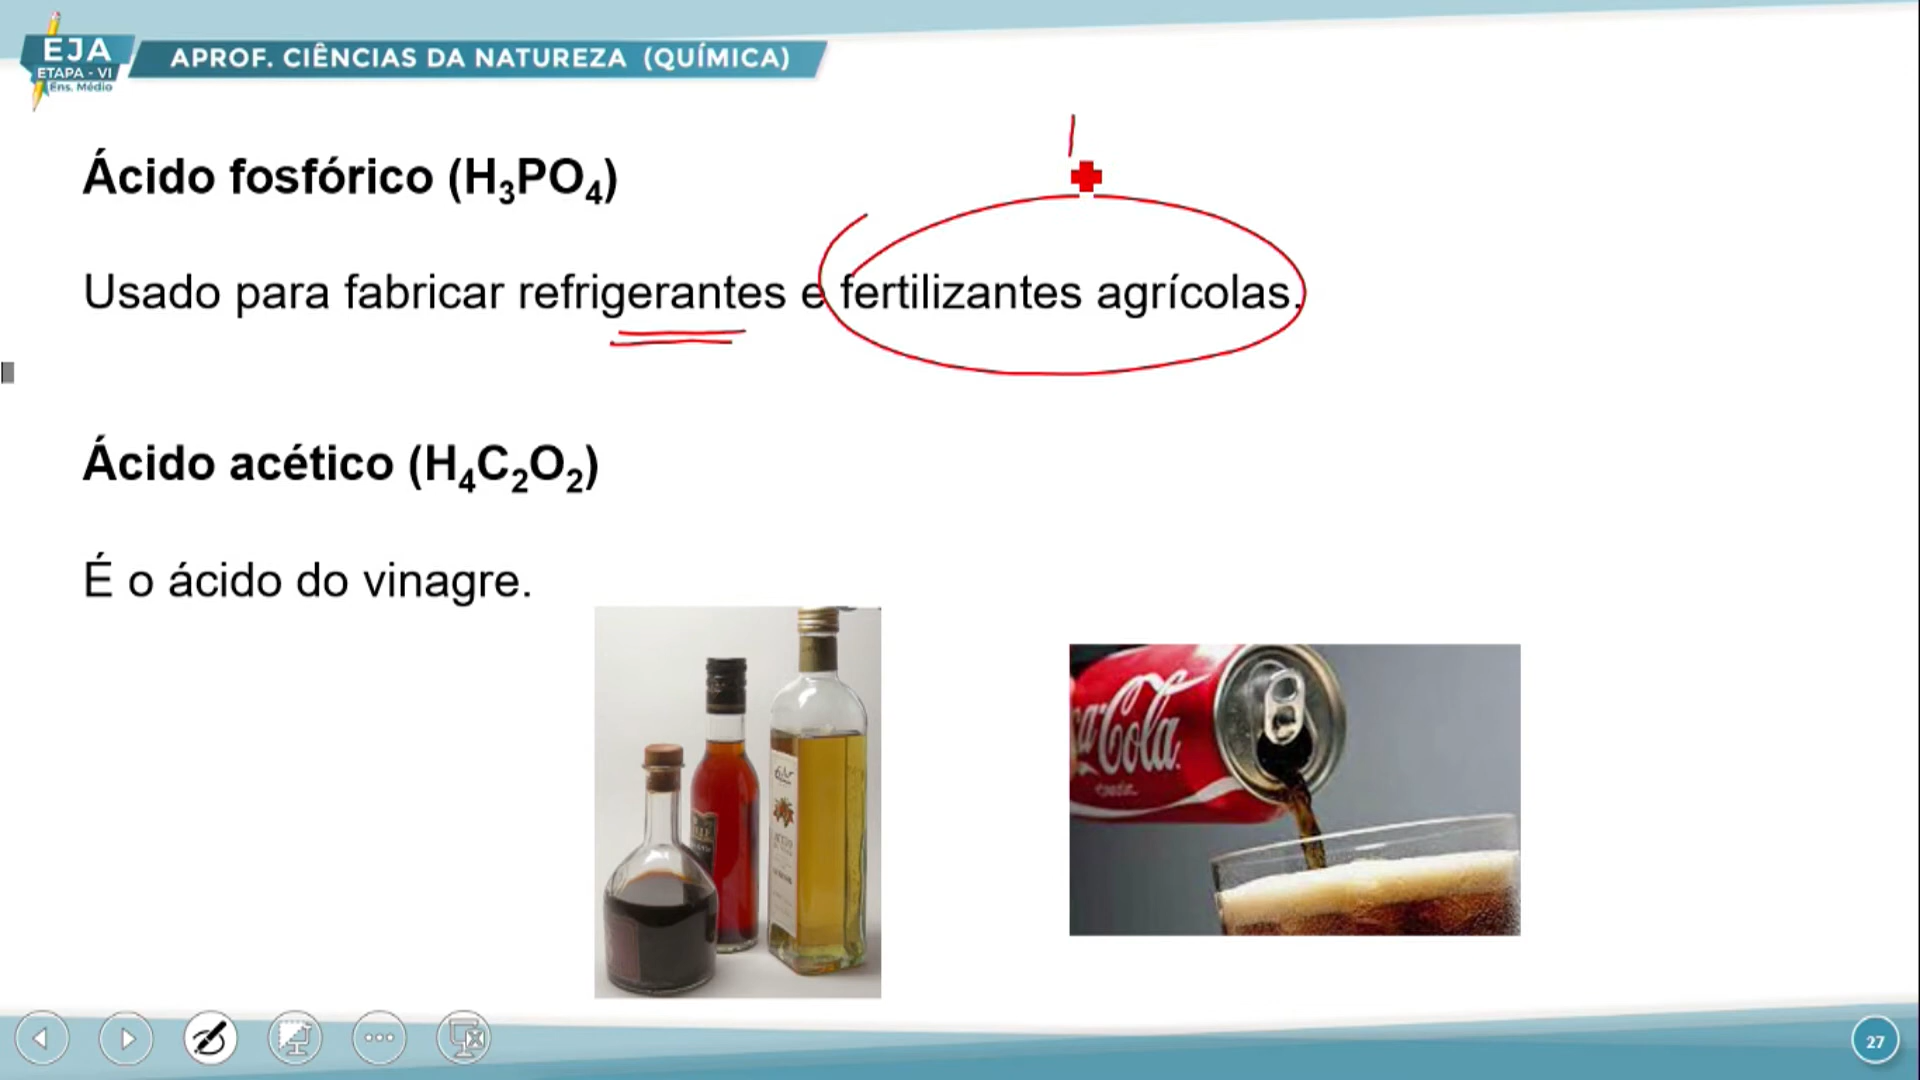 EJA
ETAPA - VI
Ens. Médio
APROF. CIÊNCIAS DA NATUREZA (QUÍMICA)
Ácido fosfórico (H₃PO₄)
Usado para fabricar refrigerantes e fertilizantes agrícolas.
Ácido acético (H₄C₂O₂)
É o ácido do vinagre.
ca-Cola
27